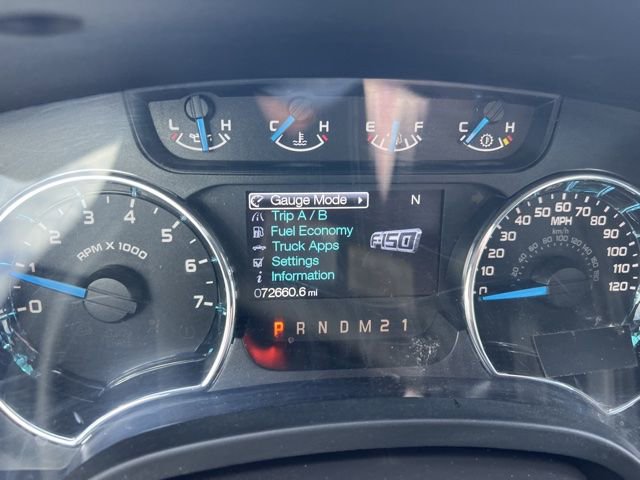 L H
C H
E F
C H
0 1 2 3 4 5 6 7
RPM X 1000
Gauge Mode
N
Trip A / B
Fuel Economy
Truck Apps
Settings
Information
F150
072660.6 mi
P R N D M 2 1
0 10 20 30 40 50 60 70 80 90 100 110 120
MPH
km/h